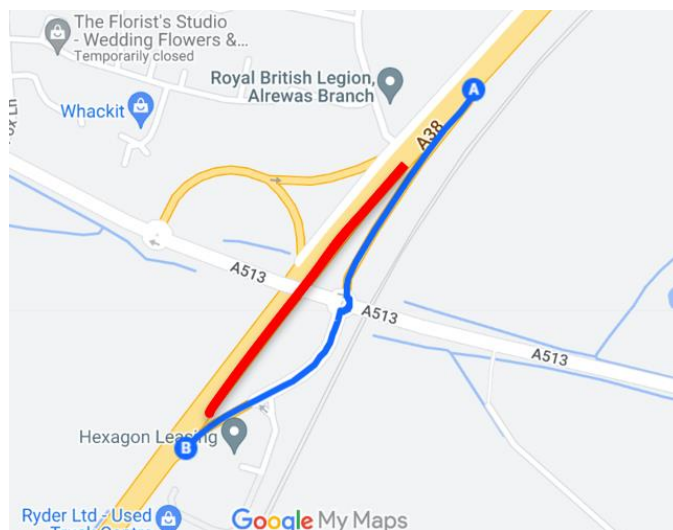 The Florist's Studio
- Wedding Flowers &...
Temporarily closed
Royal British Legion,
Alrewas Branch
A
Whackit
A38
A513
A513
A513
Hexagon Leasing
B
Ryder Ltd - Used
Google My Maps